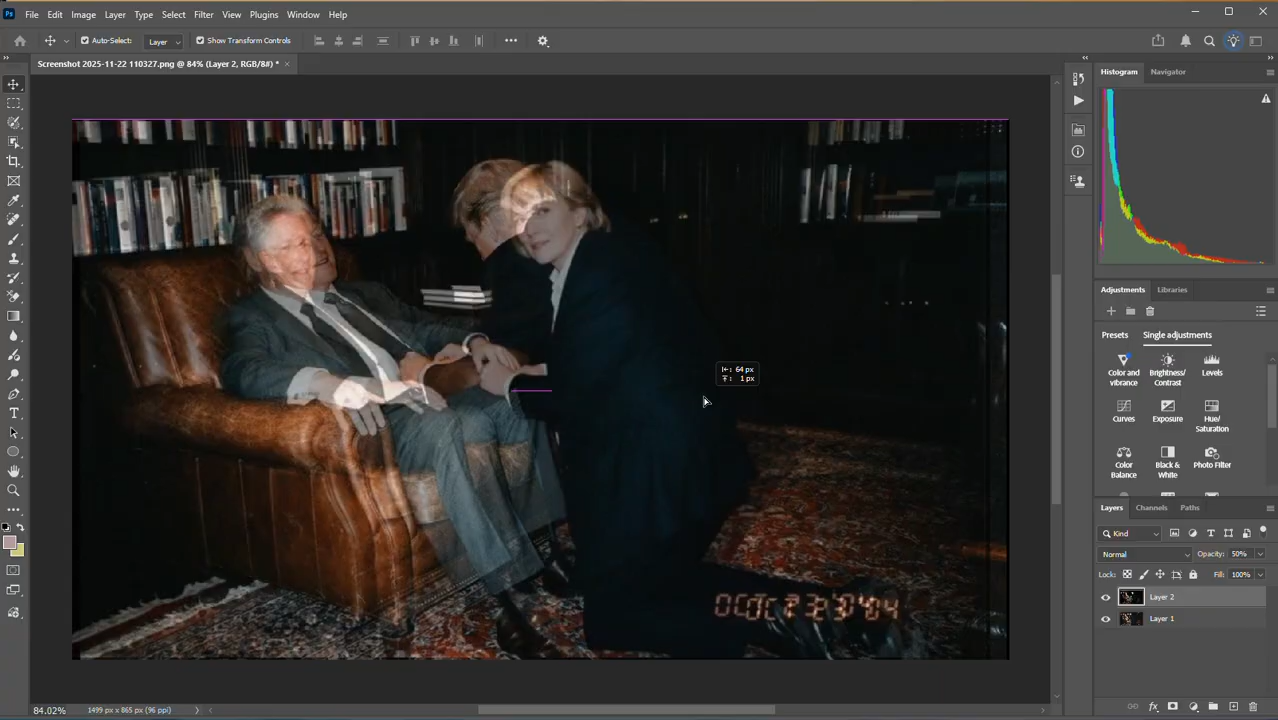 Ps File Edit Image Layer Type Select Filter View Plugins Window Help
Auto-Select: Layer Show Transform Controls
Screenshot 2025-11-22 110327.png @ 84% (Layer 2, RGB/8#) *
Histogram Navigator
64 px
1 px
Adjustments Libraries
Presets Single adjustments
Color and vibrance
Brightness/Contrast
Levels
Curves
Exposure
Hue/Saturation
Color Balance
Black & White
Photo Filter
Layers Channels Paths
Kind
Normal Opacity: 50%
Lock: Fill: 100%
Layer 2
Layer 1
84.02% 1499 px x 865 px (96 ppi)